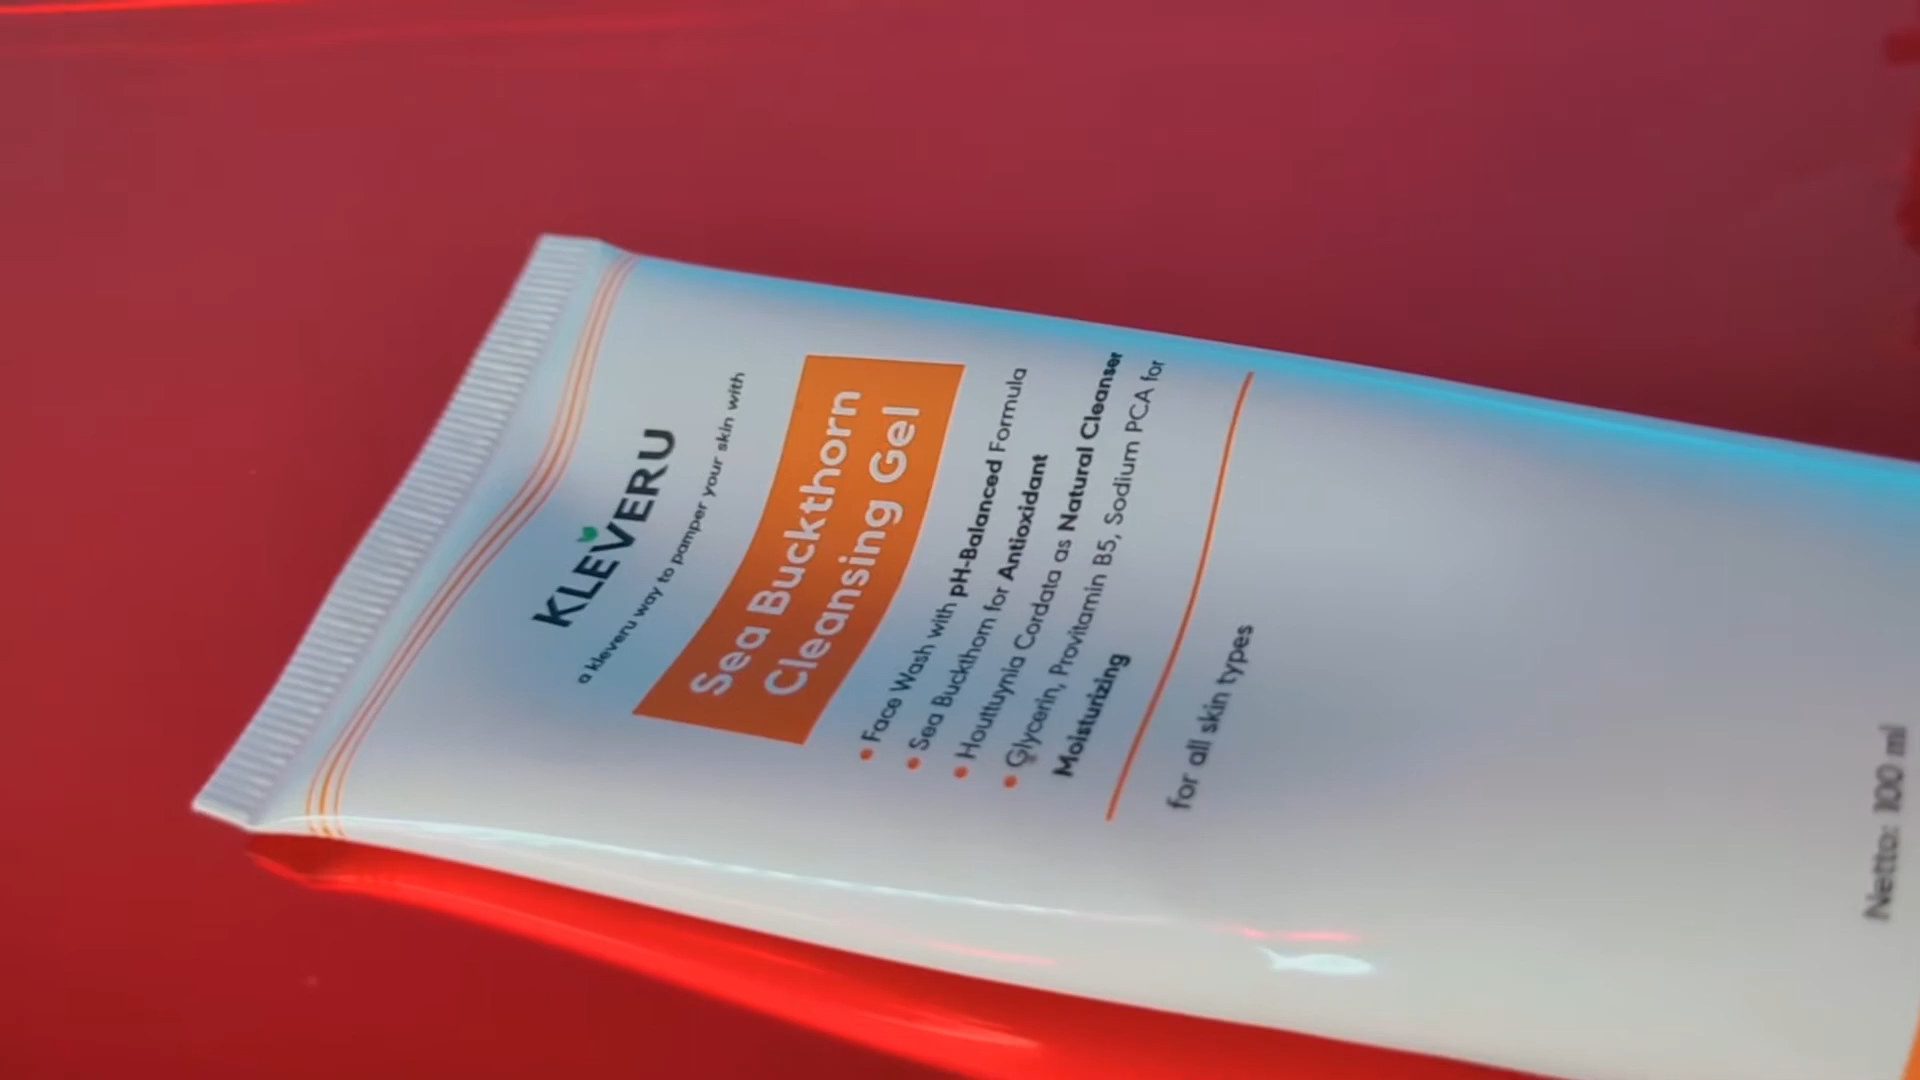 KLEVERU
a kleveru way to pamper your skin with
Sea Buckthorn
Cleansing Gel
• Face Wash with pH-Balanced Formula
• Sea Buckthorn for Antioxidant
• Houttuynia Cordata as Natural Cleanser
• Glycerin, Provitamin B5, Sodium PCA for
Moisturizing
for all skin types
Netto: 100 ml